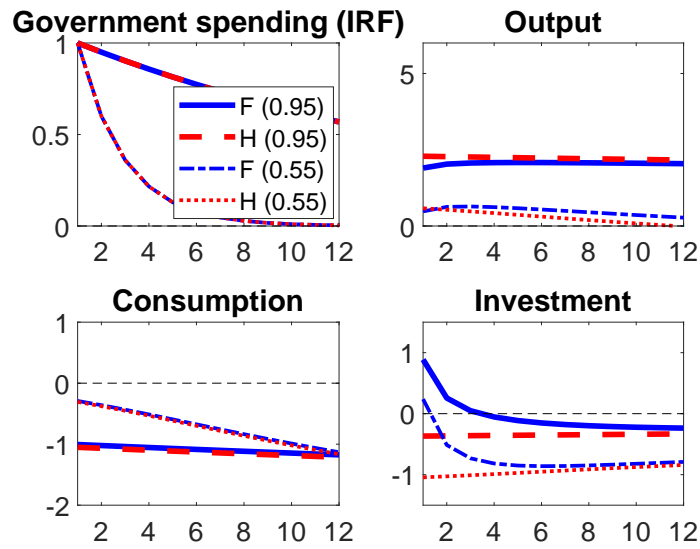 Government spending (IRF)
1
0.5
0
F (0.95)
H (0.95)
F (0.55)
H (0.55)
2 4 6 8 10 12
Output
6
2
0
2 4 6 8 10 12
Consumption
1
0
-1
-2
2 4 6 8 10 12
Investment
1
0
-1
2 4 6 8 10 12